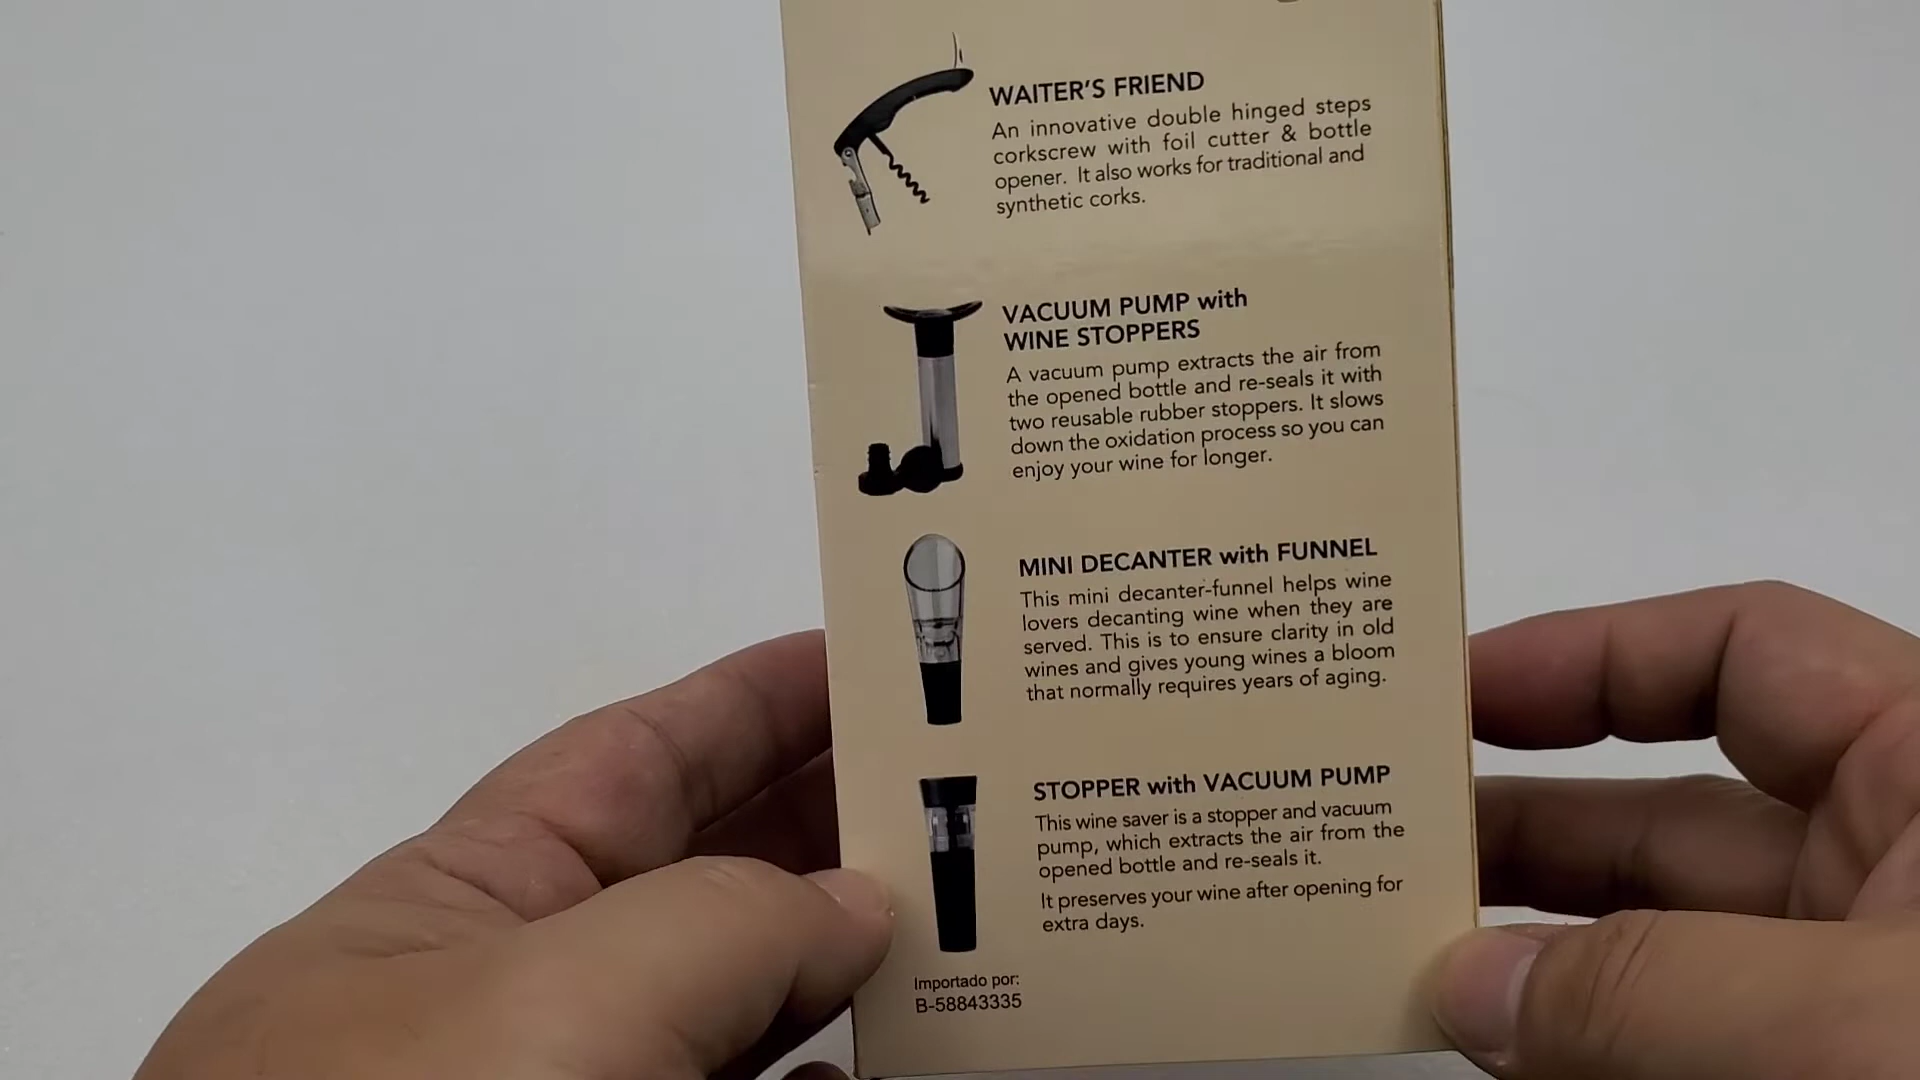 WAITER'S FRIEND
An innovative double hinged steps
corkscrew with foil cutter & bottle
opener. It also works for traditional and
synthetic corks.
VACUUM PUMP with
WINE STOPPERS
A vacuum pump extracts the air from
the opened bottle and re-seals it with
two reusable rubber stoppers. It slows
down the oxidation process so you can
enjoy your wine for longer.
MINI DECANTER with FUNNEL
This mini decanter-funnel helps wine
lovers decanting wine when they are
served. This is to ensure clarity in old
wines and gives young wines a bloom
that normally requires years of aging.
STOPPER with VACUUM PUMP
This wine saver is a stopper and vacuum
pump, which extracts the air from the
opened bottle and re-seals it.
It preserves your wine after opening for
extra days.
Importado por:
B-58843335